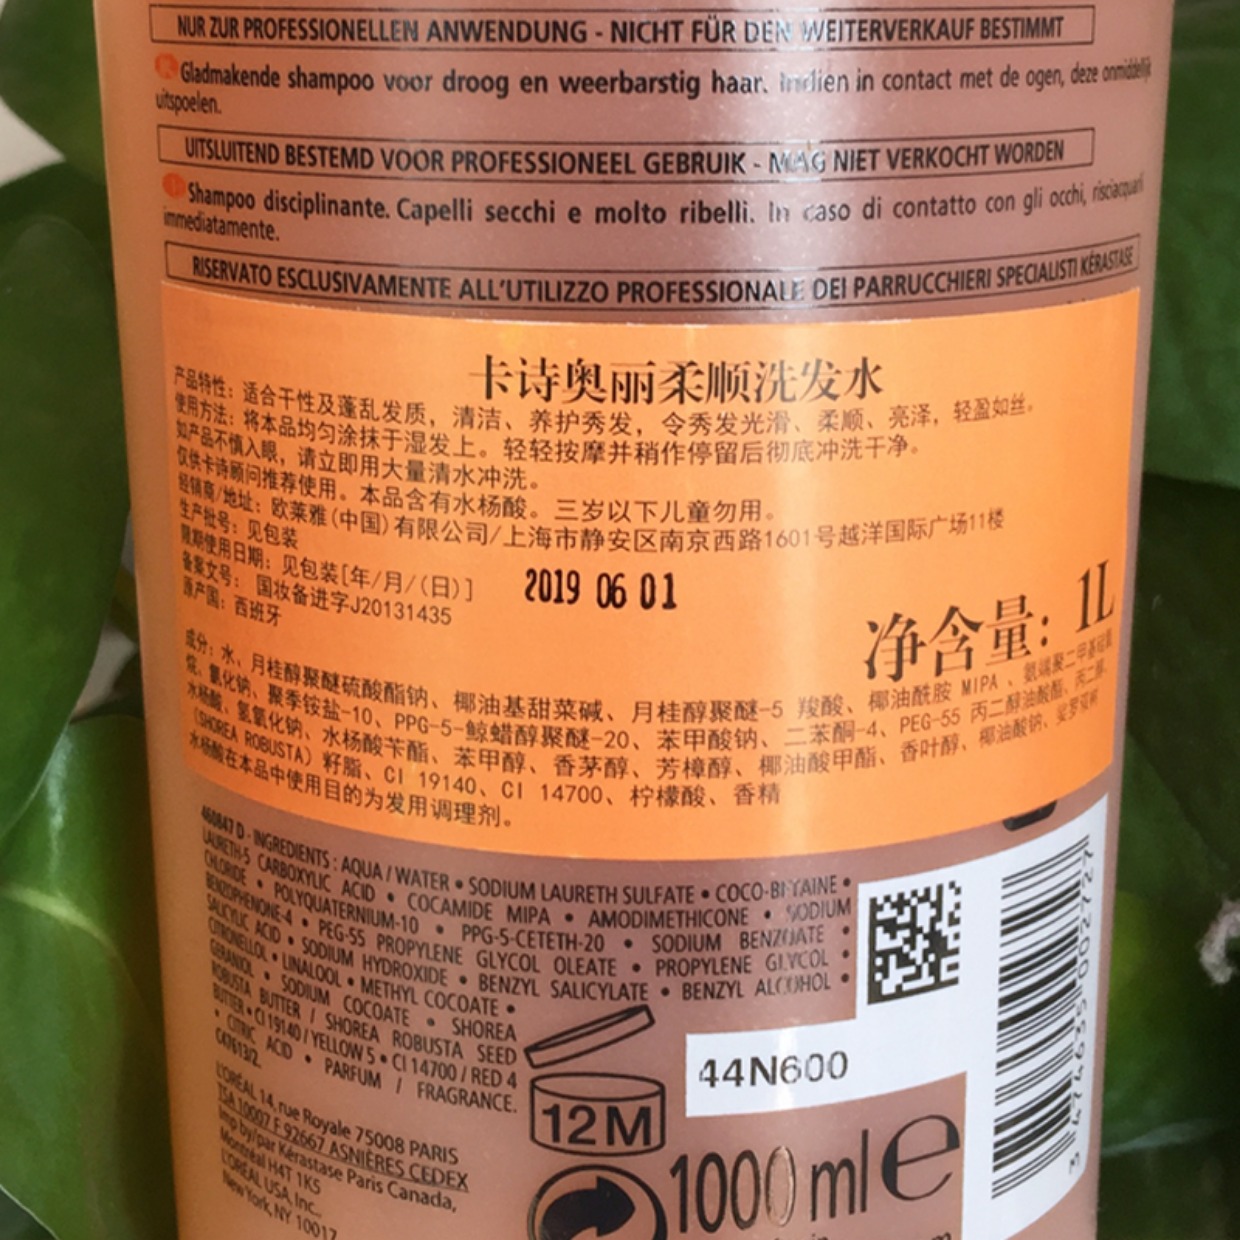 NUR ZUR PROFESSIONELLEN ANWENDUNG - NICHT FÜR DEN WEITERVERKAUF BESTIMMT
Gladmakende shampoo voor droog en weerbarstig haar. Indien in contact met de ogen, deze onmiddellijk
uitspoelen.
UITSLUITEND BESTEMD VOOR PROFESSIONEEL GEBRUIK - MAG NIET VERKOCHT WORDEN
Shampoo disciplinante. Capelli secchi e molto ribelli. In caso di contatto con gli occhi, risciacquarli
immediatamente.
RISERVATO ESCLUSIVAMENTE ALL'UTILIZZO PROFESSIONALE DEI PARRUCCHIERI SPECIALISTI KÉRASTASE
卡诗奥丽柔顺洗发水
产品特性：适合干性及蓬乱发质，清洁、养护秀发，令秀发光滑、柔顺、亮泽，轻盈如丝。
使用方法：将本品均匀涂抹于湿发上。轻轻按摩并稍作停留后彻底冲洗干净。
如产品不慎入眼，请立即用大量清水冲洗。
仅供卡诗顾问推荐使用。本品含有水杨酸。三岁以下儿童勿用。
经销商/地址：欧莱雅(中国)有限公司/上海市静安区南京西路1601号越洋国际广场11楼
生产批号：见包装
限期使用日期：见包装[年/月/(日)] 2019 06 01
备案文号：国妆备进字J20131435
原产国：西班牙
净含量：1L
成分：水、月桂醇聚醚硫酸酯钠、椰油基甜菜碱、月桂醇聚醚-5 羧酸、椰油酰胺 MIPA、氨端聚二甲基硅氧
烷、氯化钠、聚季铵盐-10、PPG-5-鲸蜡醇聚醚-20、苯甲酸钠、二苯酮-4、PEG-55 丙二醇油酸酯、丙二醇、
水杨酸、氢氧化钠、水杨酸苄酯、苯甲醇、香茅醇、芳樟醇、椰油酸甲酯、香叶醇、椰油酸钠、娑罗双树
(SHOREA ROBUSTA) 籽脂、CI 19140、CI 14700、柠檬酸、香精
水杨酸在本品中使用目的为发用调理剂。
460847 D - INGREDIENTS : AQUA / WATER • SODIUM LAURETH SULFATE • COCO-BETAINE •
LAURETH-5 CARBOXYLIC ACID • COCAMIDE MIPA • AMODIMETHICONE • SODIUM
CHLORIDE • POLYQUATERNIUM-10 • PPG-5-CETETH-20 • SODIUM BENZOATE •
BENZOPHENONE-4 • PEG-55 PROPYLENE GLYCOL OLEATE • PROPYLENE GLYCOL •
SALICYLIC ACID • SODIUM HYDROXIDE • BENZYL SALICYLATE • BENZYL ALCOHOL •
CITRONELLOL • LINALOOL • METHYL COCOATE •
GERANIOL • SODIUM COCOATE • SHOREA
ROBUSTA BUTTER / SHOREA ROBUSTA SEED
BUTTER • CI 19140 / YELLOW 5 • CI 14700 / RED 4
• CITRIC ACID • PARFUM / FRAGRANCE.
44N600
12M
1000 ml e
L'ORÉAL 14, rue Royale 75008 PARIS
TSA 10007 F 92667 ASNIÈRES CEDEX
Imp by/par Kérastase Paris Canada,
Montréal H4T 1K5
L'ORÉAL USA, Inc.,
New York, NY 10017